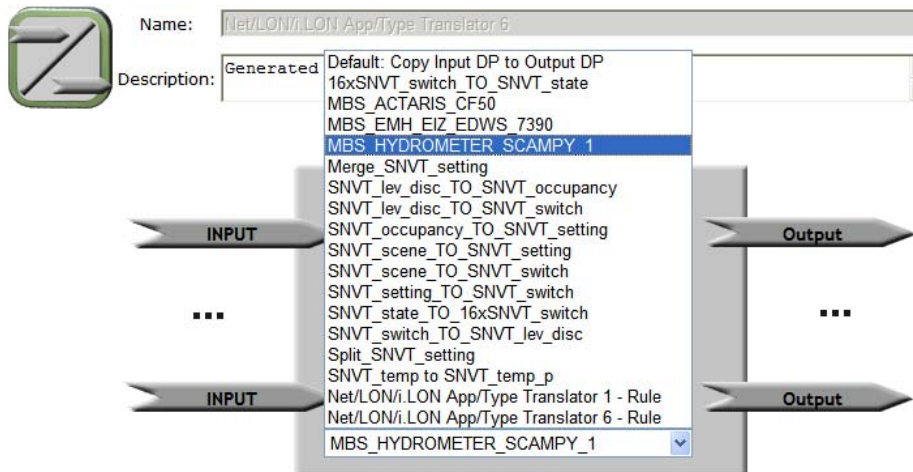 Name:
Net/LON/i.LON App/Type Translator 6
Description:
Generated
Default: Copy Input DP to Output DP
16xSNVT_switch_TO_SNVT_state
MBS_ACTARIS_CF50
MBS_EMH_EIZ_EDWS_7390
MBS_HYDROMETER_SCAMPY_1
Merge_SNVT_setting
SNVT_lev_disc_TO_SNVT_occupancy
SNVT_lev_disc_TO_SNVT_switch
SNVT_occupancy_TO_SNVT_setting
SNVT_scene_TO_SNVT_setting
SNVT_scene_TO_SNVT_switch
SNVT_setting_TO_SNVT_switch
SNVT_state_TO_16xSNVT_switch
SNVT_switch_TO_SNVT_lev_disc
Split_SNVT_setting
SNVT_temp to SNVT_temp_p
Net/LON/i.LON App/Type Translator 1 - Rule
Net/LON/i.LON App/Type Translator 6 - Rule
MBS_HYDROMETER_SCAMPY_1
INPUT
Output
...
...
INPUT
Output